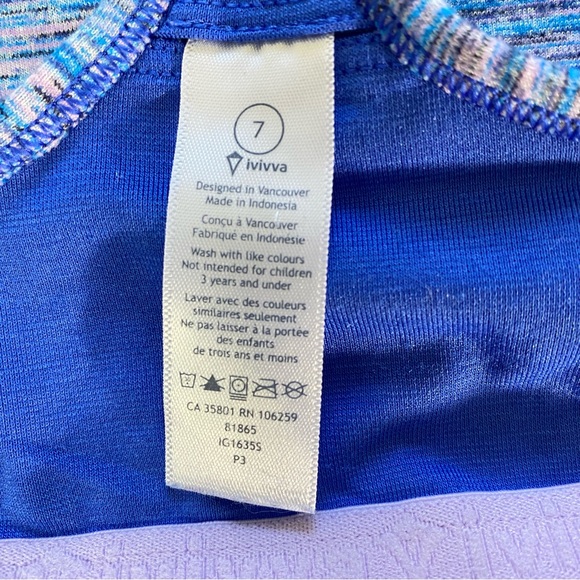 7
ivivva
Designed in Vancouver
Made in Indonesia
Conçu à Vancouver
Fabriqué en Indonésie
Wash with like colours
Not intended for children
3 years and under
Laver avec des couleurs
similaires seulement
Ne pas laisser à la portée
des enfants
de trois ans et moins
CA 35801 RN 106259
81865
IG1635S
P3